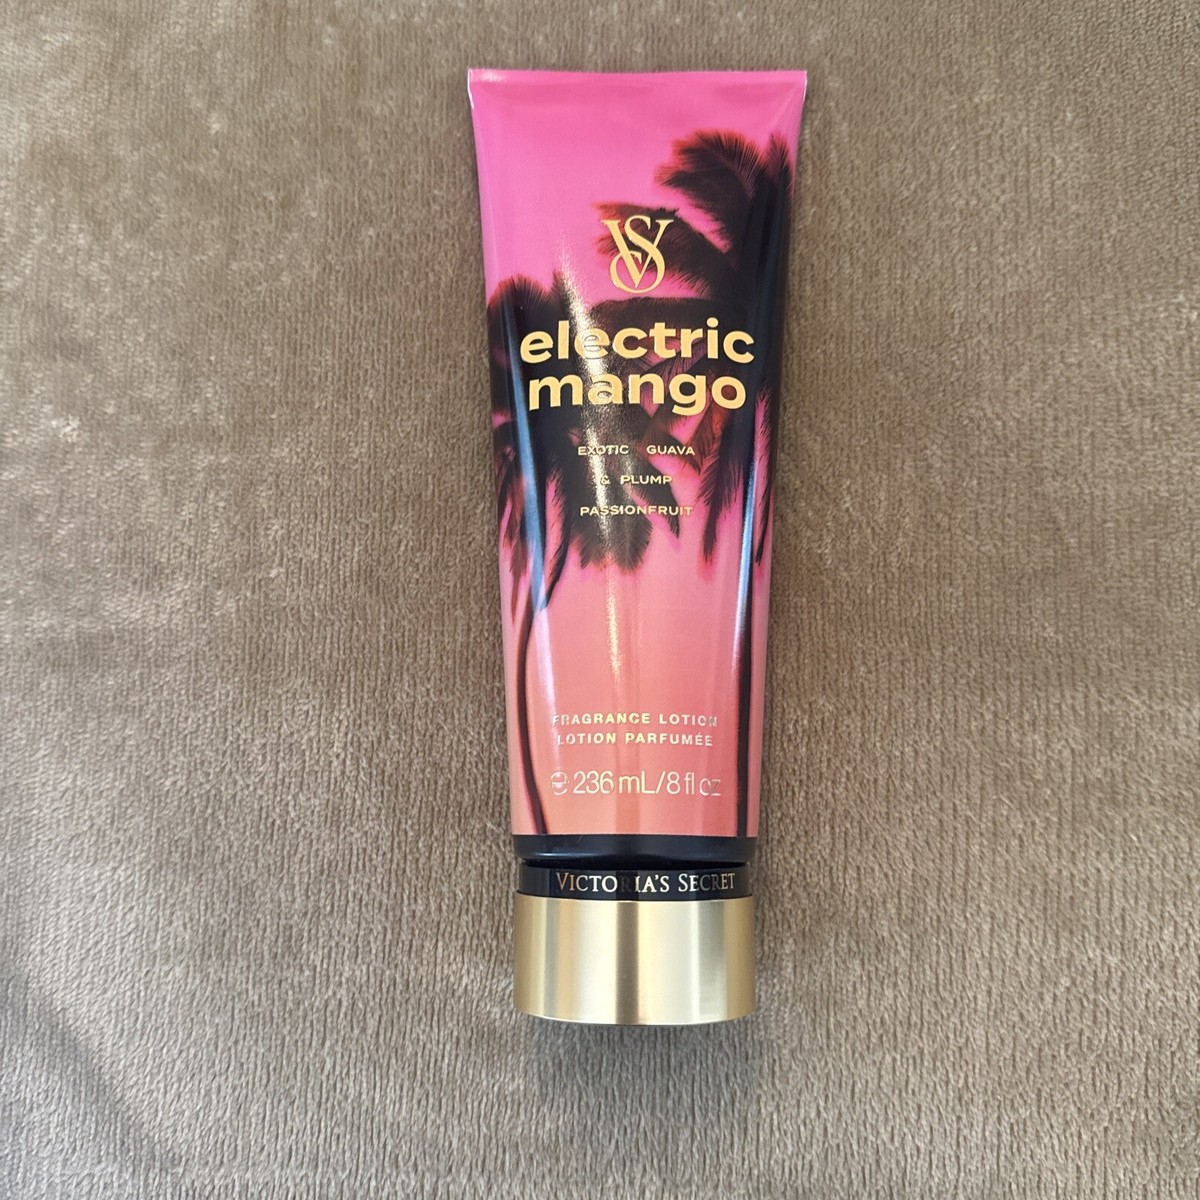 VS
electric
mango
EXOTIC GUAVA
& PLUMP
PASSIONFRUIT
FRAGRANCE LOTION
LOTION PARFUMÉE
℮ 236 mL/8 fl oz
VICTORIA'S SECRET